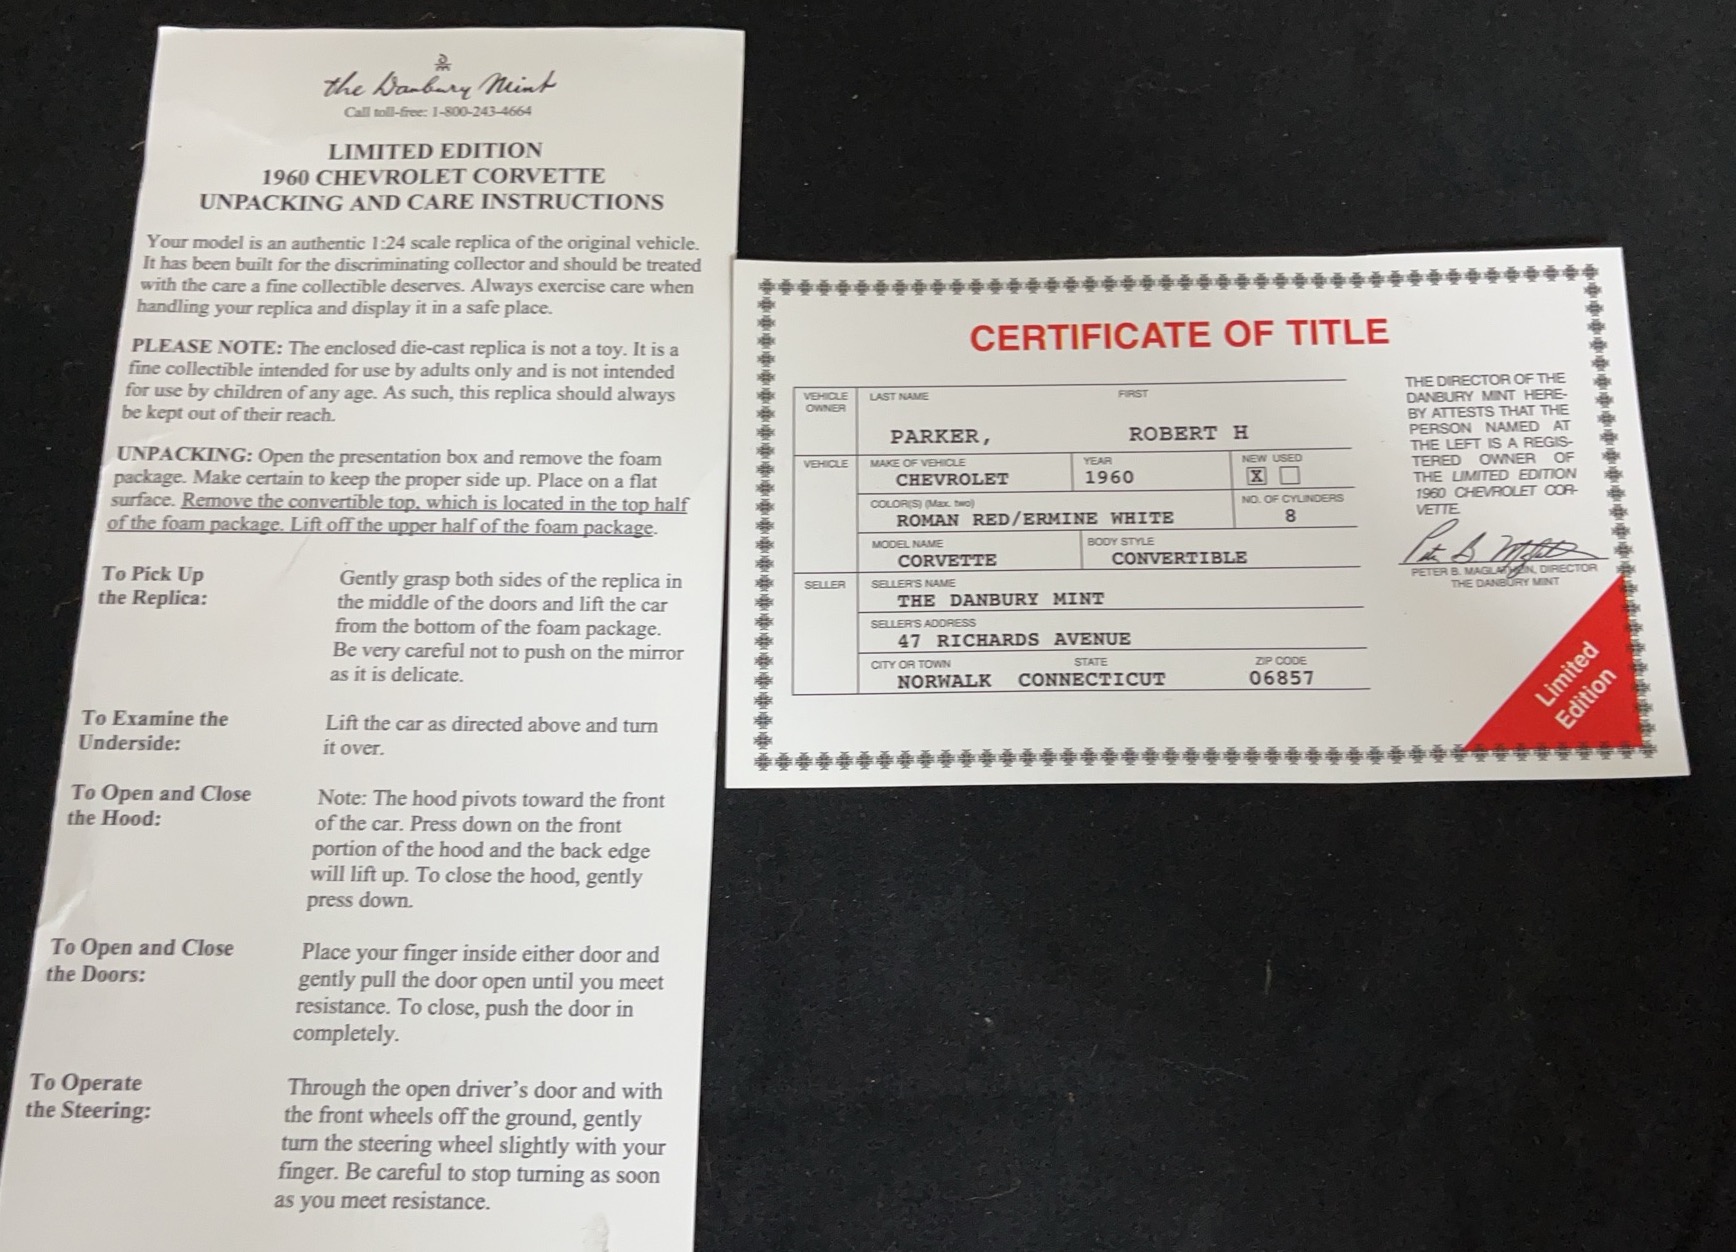 the Danbury Mint
Call toll-free: 1-800-243-4664
LIMITED EDITION
1960 CHEVROLET CORVETTE
UNPACKING AND CARE INSTRUCTIONS
Your model is an authentic 1:24 scale replica of the original vehicle.
It has been built for the discriminating collector and should be treated
with the care a fine collectible deserves. Always exercise care when
handling your replica and display it in a safe place.
PLEASE NOTE: The enclosed die-cast replica is not a toy. It is a
fine collectible intended for use by adults only and is not intended
for use by children of any age. As such, this replica should always
be kept out of their reach.
UNPACKING: Open the presentation box and remove the foam
package. Make certain to keep the proper side up. Place on a flat
surface. Remove the convertible top, which is located in the top half
of the foam package. Lift off the upper half of the foam package.
To Pick Up
the Replica:
Gently grasp both sides of the replica in
the middle of the doors and lift the car
from the bottom of the foam package.
Be very careful not to push on the mirror
as it is delicate.
To Examine the
Underside:
Lift the car as directed above and turn
it over.
To Open and Close
the Hood:
Note: The hood pivots toward the front
of the car. Press down on the front
portion of the hood and the back edge
will lift up. To close the hood, gently
press down.
To Open and Close
the Doors:
Place your finger inside either door and
gently pull the door open until you meet
resistance. To close, push the door in
completely.
To Operate
the Steering:
Through the open driver's door and with
the front wheels off the ground, gently
turn the steering wheel slightly with your
finger. Be careful to stop turning as soon
as you meet resistance.
CERTIFICATE OF TITLE
VEHICLE
OWNER
LAST NAME FIRST
PARKER, ROBERT H
VEHICLE
MAKE OF VEHICLE YEAR NEW USED
CHEVROLET 1960 X
COLOR(S) (Max. two) NO. OF CYLINDERS
ROMAN RED/ERMINE WHITE 8
MODEL NAME BODY STYLE
CORVETTE CONVERTIBLE
SELLER
SELLER'S NAME
THE DANBURY MINT
SELLER'S ADDRESS
47 RICHARDS AVENUE
CITY OR TOWN STATE ZIP CODE
NORWALK CONNECTICUT 06857
THE DIRECTOR OF THE
DANBURY MINT HERE-
BY ATTESTS THAT THE
PERSON NAMED AT
THE LEFT IS A REGIS-
TERED OWNER OF
THE LIMITED EDITION
1960 CHEVROLET COR-
VETTE
PETER B. MAGLATHLIN, DIRECTOR
THE DANBURY MINT
Limited
Edition